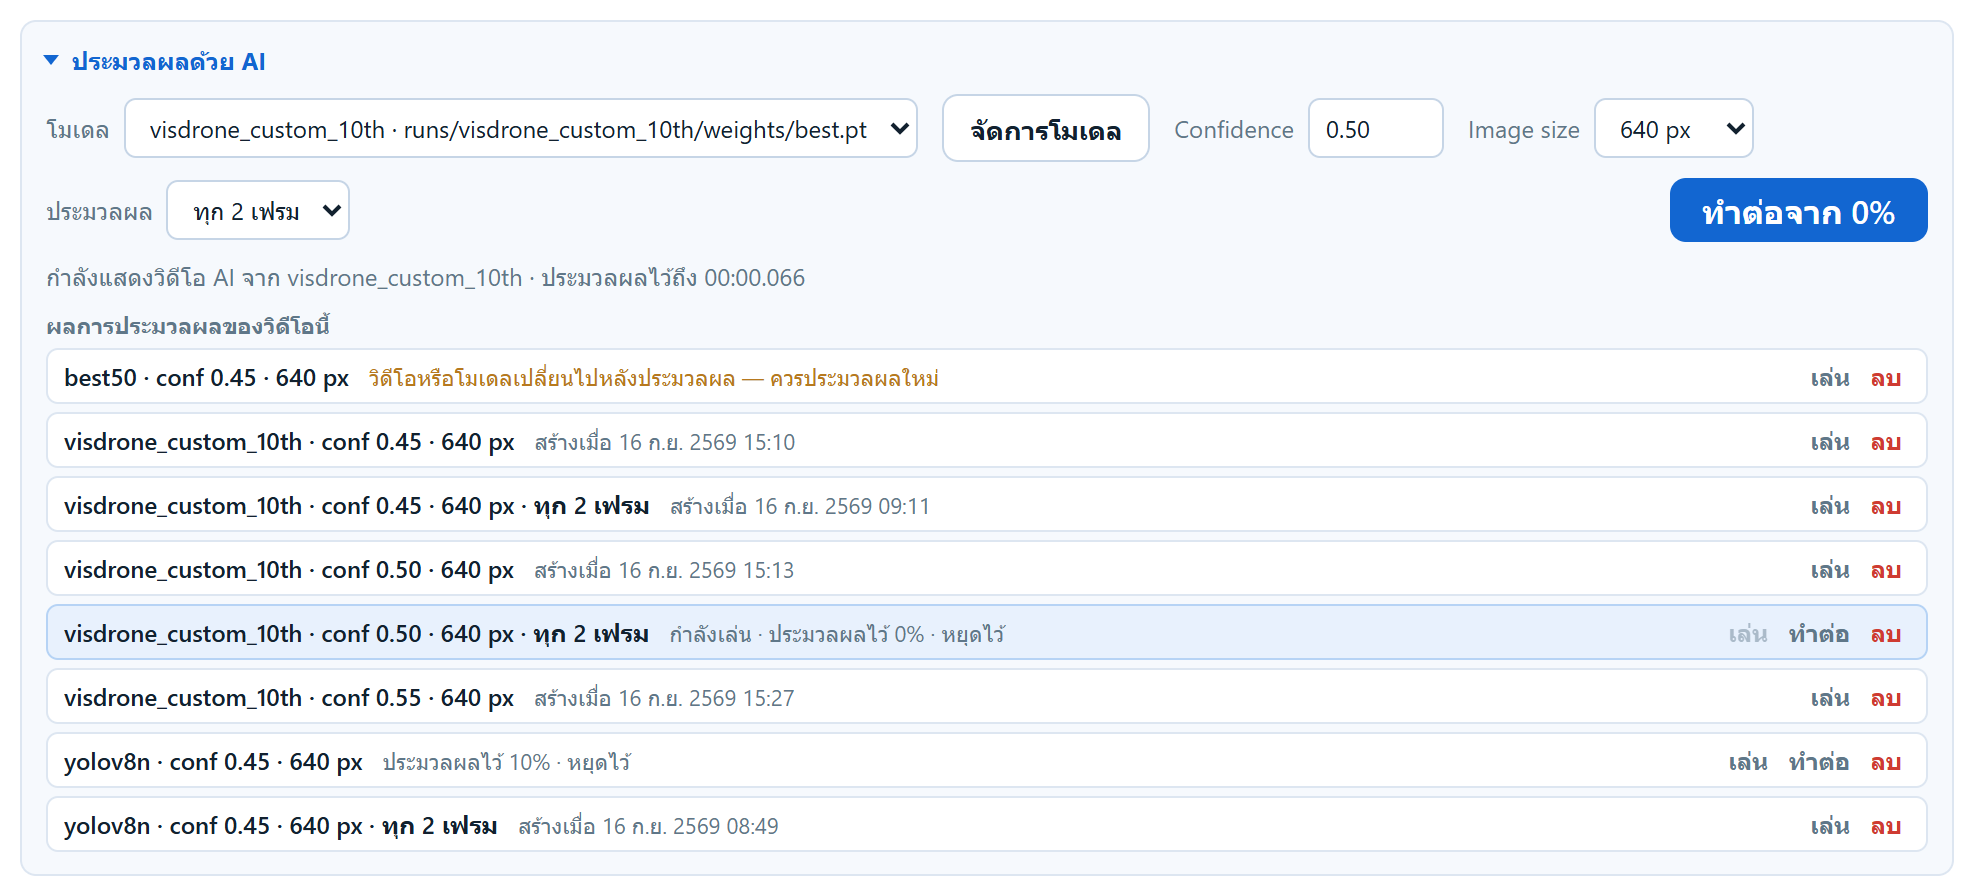 ประมวลผลด้วย AI
โมเดล visdrone_custom_10th · runs/visdrone_custom_10th/weights/best.pt จัดการโมเดล Confidence 0.50 Image size 640 px
ประมวลผล ทุก 2 เฟรม ทำต่อจาก 0%
กำลังแสดงวิดีโอ AI จาก visdrone_custom_10th · ประมวลผลไว้ถึง 00:00.066
ผลการประมวลผลของวิดีโอนี้
best50 · conf 0.45 · 640 px วิดีโอหรือโมเดลเปลี่ยนไปหลังประมวลผล — ควรประมวลผลใหม่ เล่น ลบ
visdrone_custom_10th · conf 0.45 · 640 px สร้างเมื่อ 16 ก.ย. 2569 15:10 เล่น ลบ
visdrone_custom_10th · conf 0.45 · 640 px · ทุก 2 เฟรม สร้างเมื่อ 16 ก.ย. 2569 09:11 เล่น ลบ
visdrone_custom_10th · conf 0.50 · 640 px สร้างเมื่อ 16 ก.ย. 2569 15:13 เล่น ลบ
visdrone_custom_10th · conf 0.50 · 640 px · ทุก 2 เฟรม กำลังเล่น · ประมวลผลไว้ 0% · หยุดไว้ เล่น ทำต่อ ลบ
visdrone_custom_10th · conf 0.55 · 640 px สร้างเมื่อ 16 ก.ย. 2569 15:27 เล่น ลบ
yolov8n · conf 0.45 · 640 px ประมวลผลไว้ 10% · หยุดไว้ เล่น ทำต่อ ลบ
yolov8n · conf 0.45 · 640 px · ทุก 2 เฟรม สร้างเมื่อ 16 ก.ย. 2569 08:49 เล่น ลบ